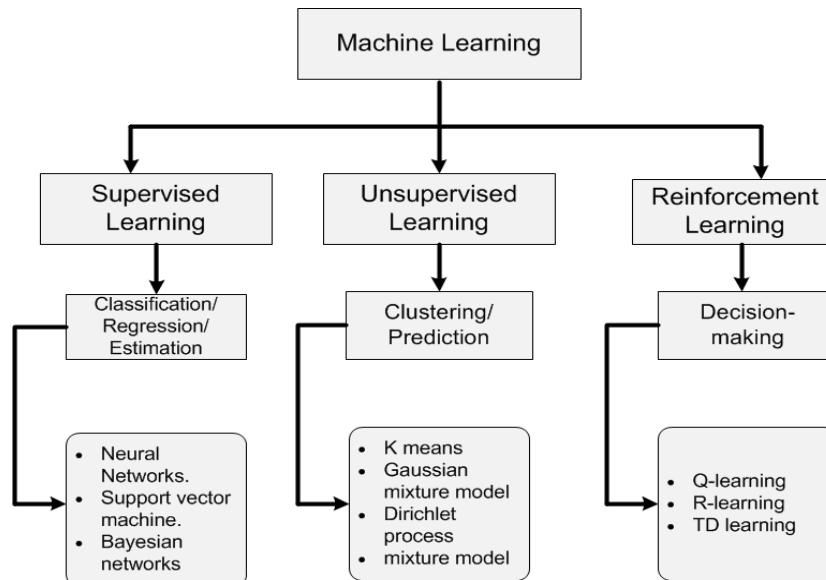 Machine Learning
Supervised
Learning
Unsupervised
Learning
Reinforcement
Learning
Classification/
Regression/
Estimation
Clustering/
Prediction
Decision-
making
• Neural
Networks.
• Support vector
machine.
• Bayesian
networks
• K means
• Gaussian
mixture model
• Dirichlet
process
• mixture model
• Q-learning
• R-learning
• TD learning